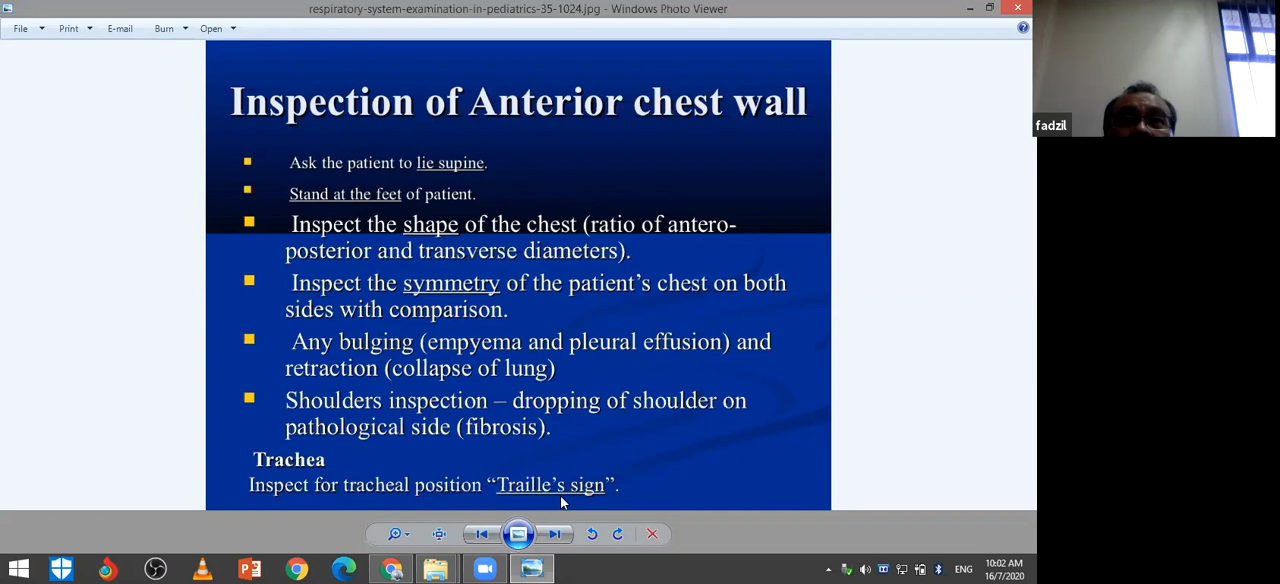 respiratory-system-examination-in-pediatrics-35-1024.jpg - Windows Photo Viewer
File Print E-mail Burn Open
Inspection of Anterior chest wall
Ask the patient to lie supine.
Stand at the feet of patient.
Inspect the shape of the chest (ratio of antero-
posterior and transverse diameters).
Inspect the symmetry of the patient’s chest on both
sides with comparison.
Any bulging (empyema and pleural effusion) and
retraction (collapse of lung)
Shoulders inspection – dropping of shoulder on
pathological side (fibrosis).
Trachea
Inspect for tracheal position “Traille’s sign”.
fadzil
ENG
10:02 AM
16/7/2020